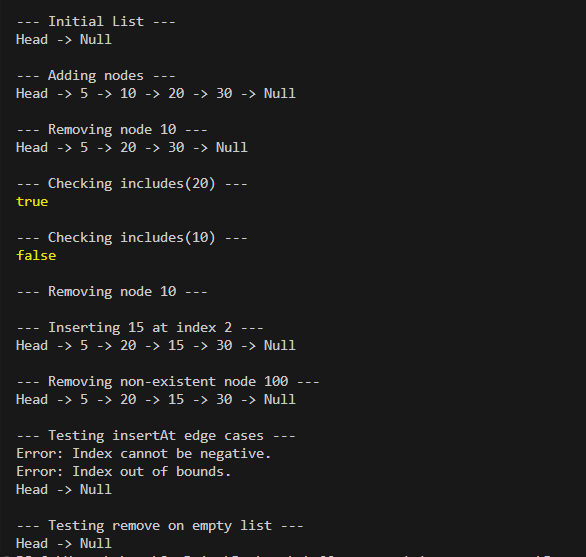 --- Initial List ---
Head -> Null
--- Adding nodes ---
Head -> 5 -> 10 -> 20 -> 30 -> Null
--- Removing node 10 ---
Head -> 5 -> 20 -> 30 -> Null
--- Checking includes(20) ---
true
--- Checking includes(10) ---
false
--- Removing node 10 ---
--- Inserting 15 at index 2 ---
Head -> 5 -> 20 -> 15 -> 30 -> Null
--- Removing non-existent node 100 ---
Head -> 5 -> 20 -> 15 -> 30 -> Null
--- Testing insertAt edge cases ---
Error: Index cannot be negative.
Error: Index out of bounds.
Head -> Null
--- Testing remove on empty list ---
Head -> Null